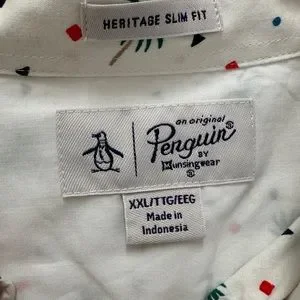 HERITAGE SLIM FIT
an original
Penguin
BY
Munsingwear
XXL/TTG/EEG
Made in
Indonesia